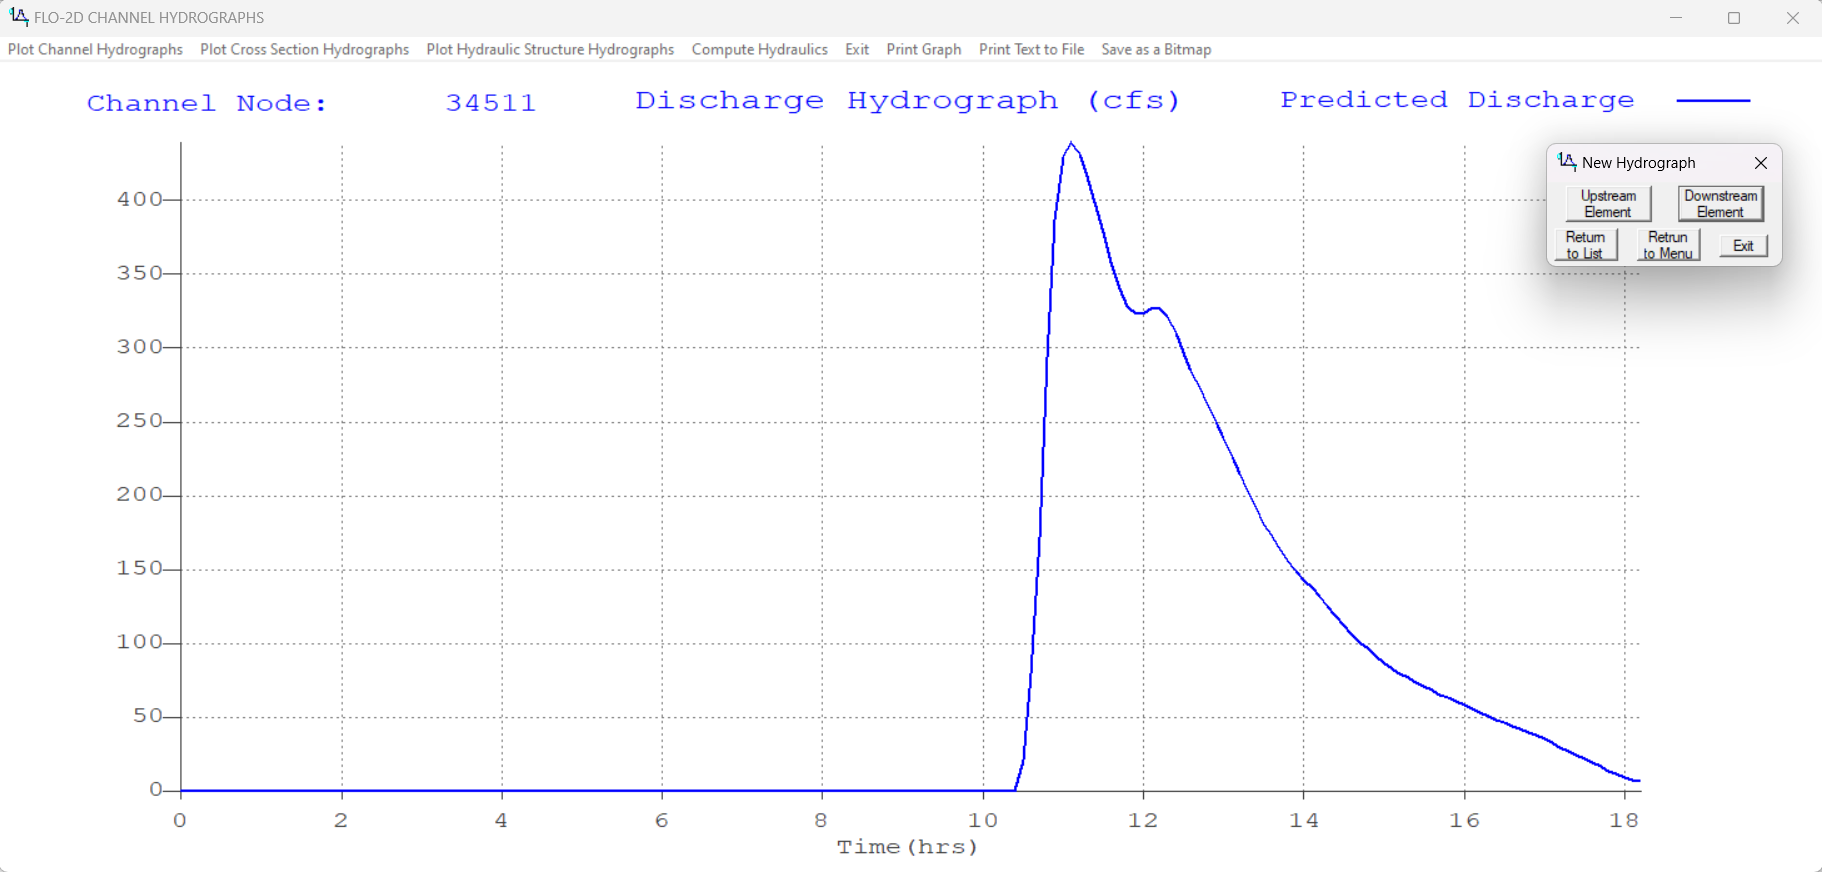 FLO-2D CHANNEL HYDROGRAPHS
Plot Channel Hydrographs Plot Cross Section Hydrographs Plot Hydraulic Structure Hydrographs Compute Hydraulics Exit Print Graph Print Text to File Save as a Bitmap
Channel Node: 34511 Discharge Hydrograph (cfs) Predicted Discharge
New Hydrograph
Upstream Element
Downstream Element
Return to List
Retrun to Menu
Exit
400
350
300
250
200
150
100
50
0
0 2 4 6 8 10 12 14 16 18
Time(hrs)